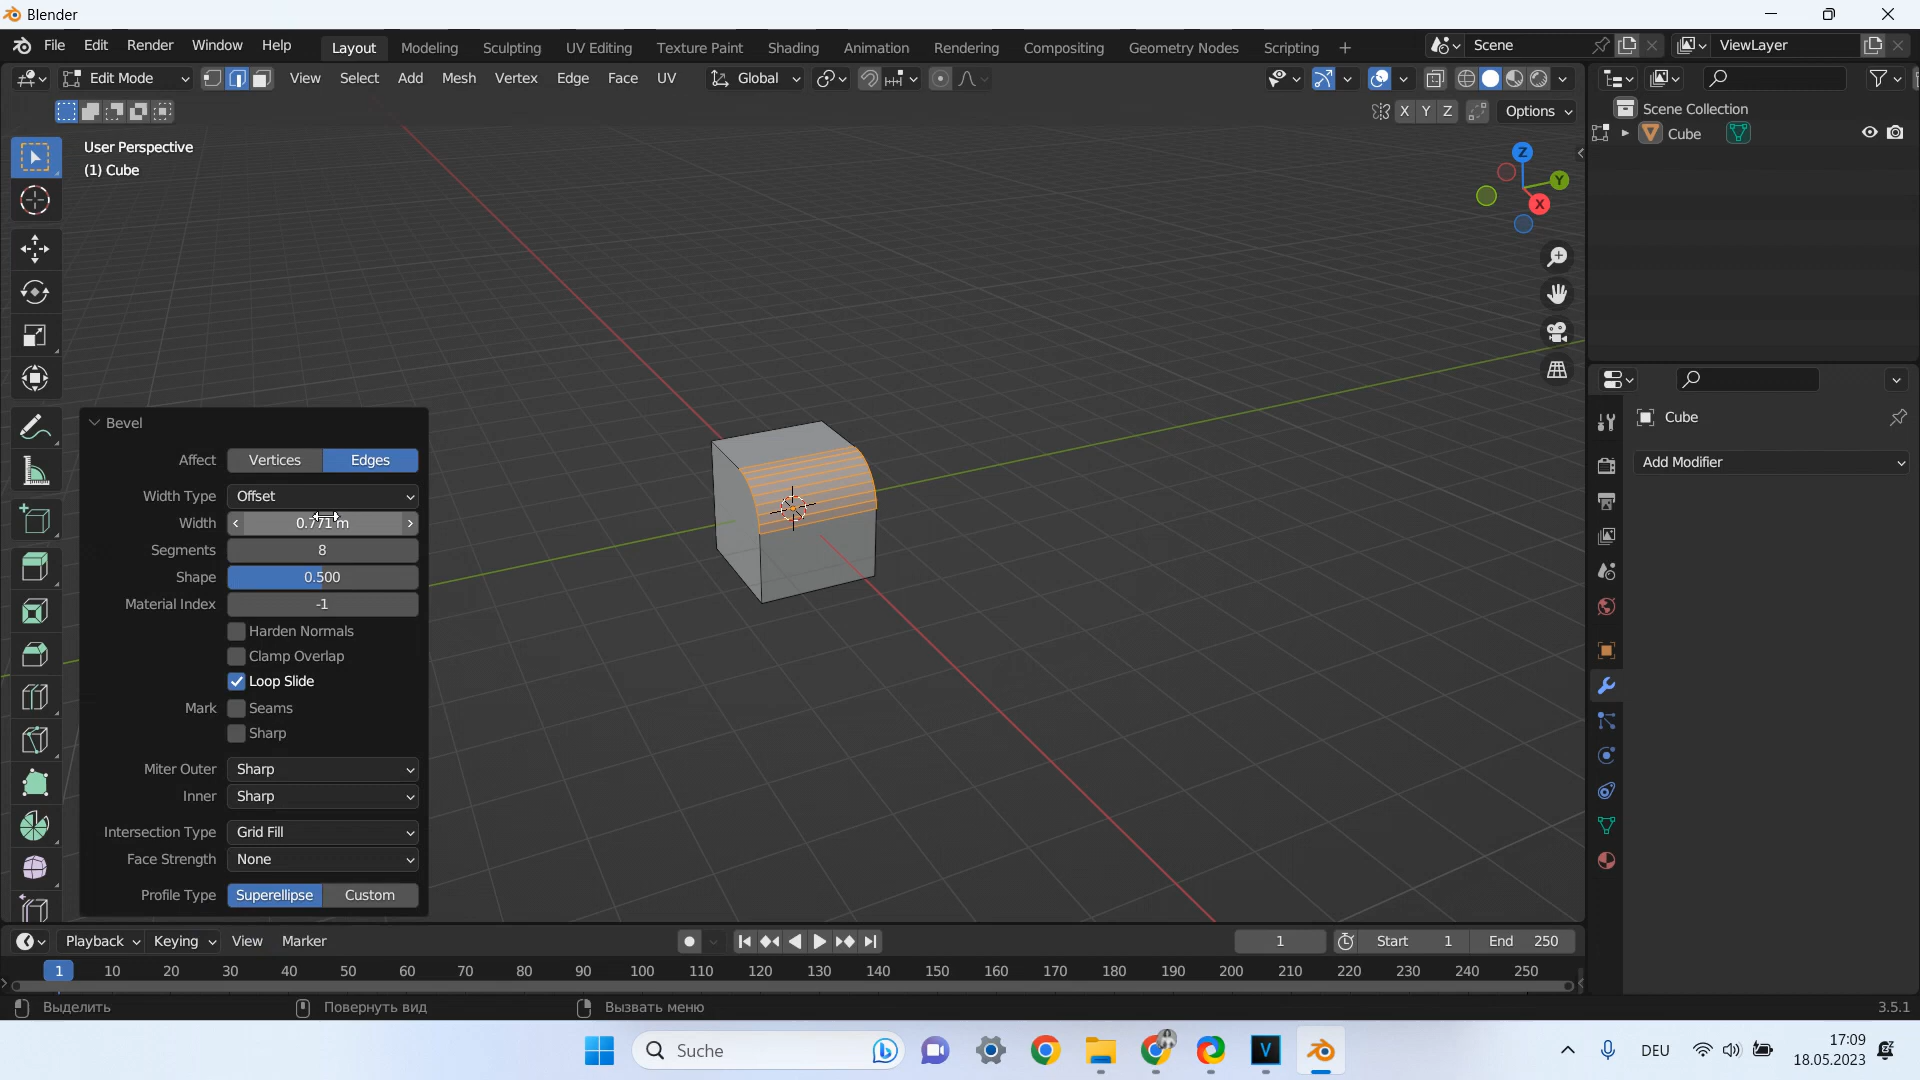 Blender
File Edit Render Window Help Layout Modeling Sculpting UV Editing Texture Paint Shading Animation Rendering Compositing Geometry Nodes Scripting + Scene ViewLayer
Edit Mode View Select Add Mesh Vertex Edge Face UV Global
X Y Z Options
Scene Collection
Cube
User Perspective
(1) Cube
Z
Y
X
Cube
Add Modifier
Bevel
Affect Vertices Edges
Width Type Offset
Width 0.771 m
Segments 8
Shape 0.500
Material Index -1
Harden Normals
Clamp Overlap
Loop Slide
Mark Seams
Sharp
Miter Outer Sharp
Inner Sharp
Intersection Type Grid Fill
Face Strength None
Profile Type Superellipse Custom
Playback Keying View Marker 1 Start 1 End 250
1 10 20 30 40 50 60 70 80 90 100 110 120 130 140 150 160 170 180 190 200 210 220 230 240 250
Выделить Повернуть вид Вызвать меню 3.5.1
Suche V DEU 17:09
18.05.2023